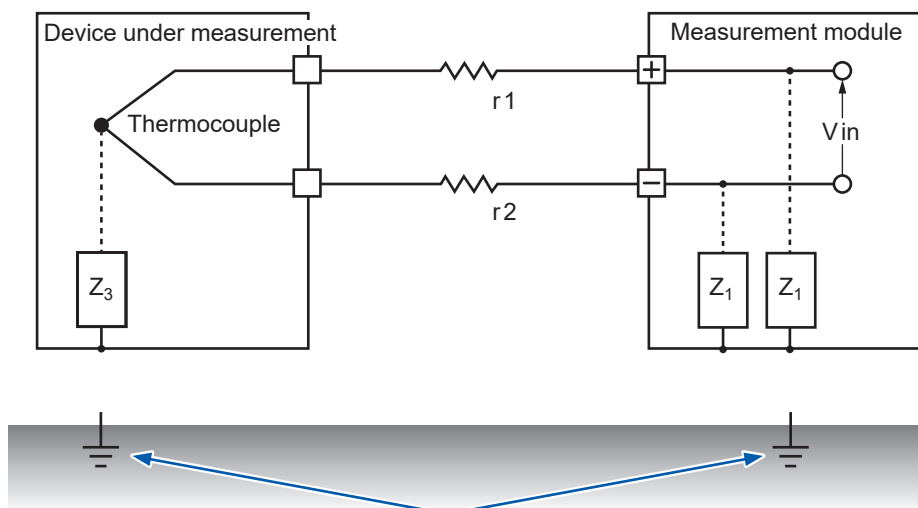 Device under measurement
Measurement module
+
r1
Thermocouple
Vin
−
r2
Z3
Z1
Z1